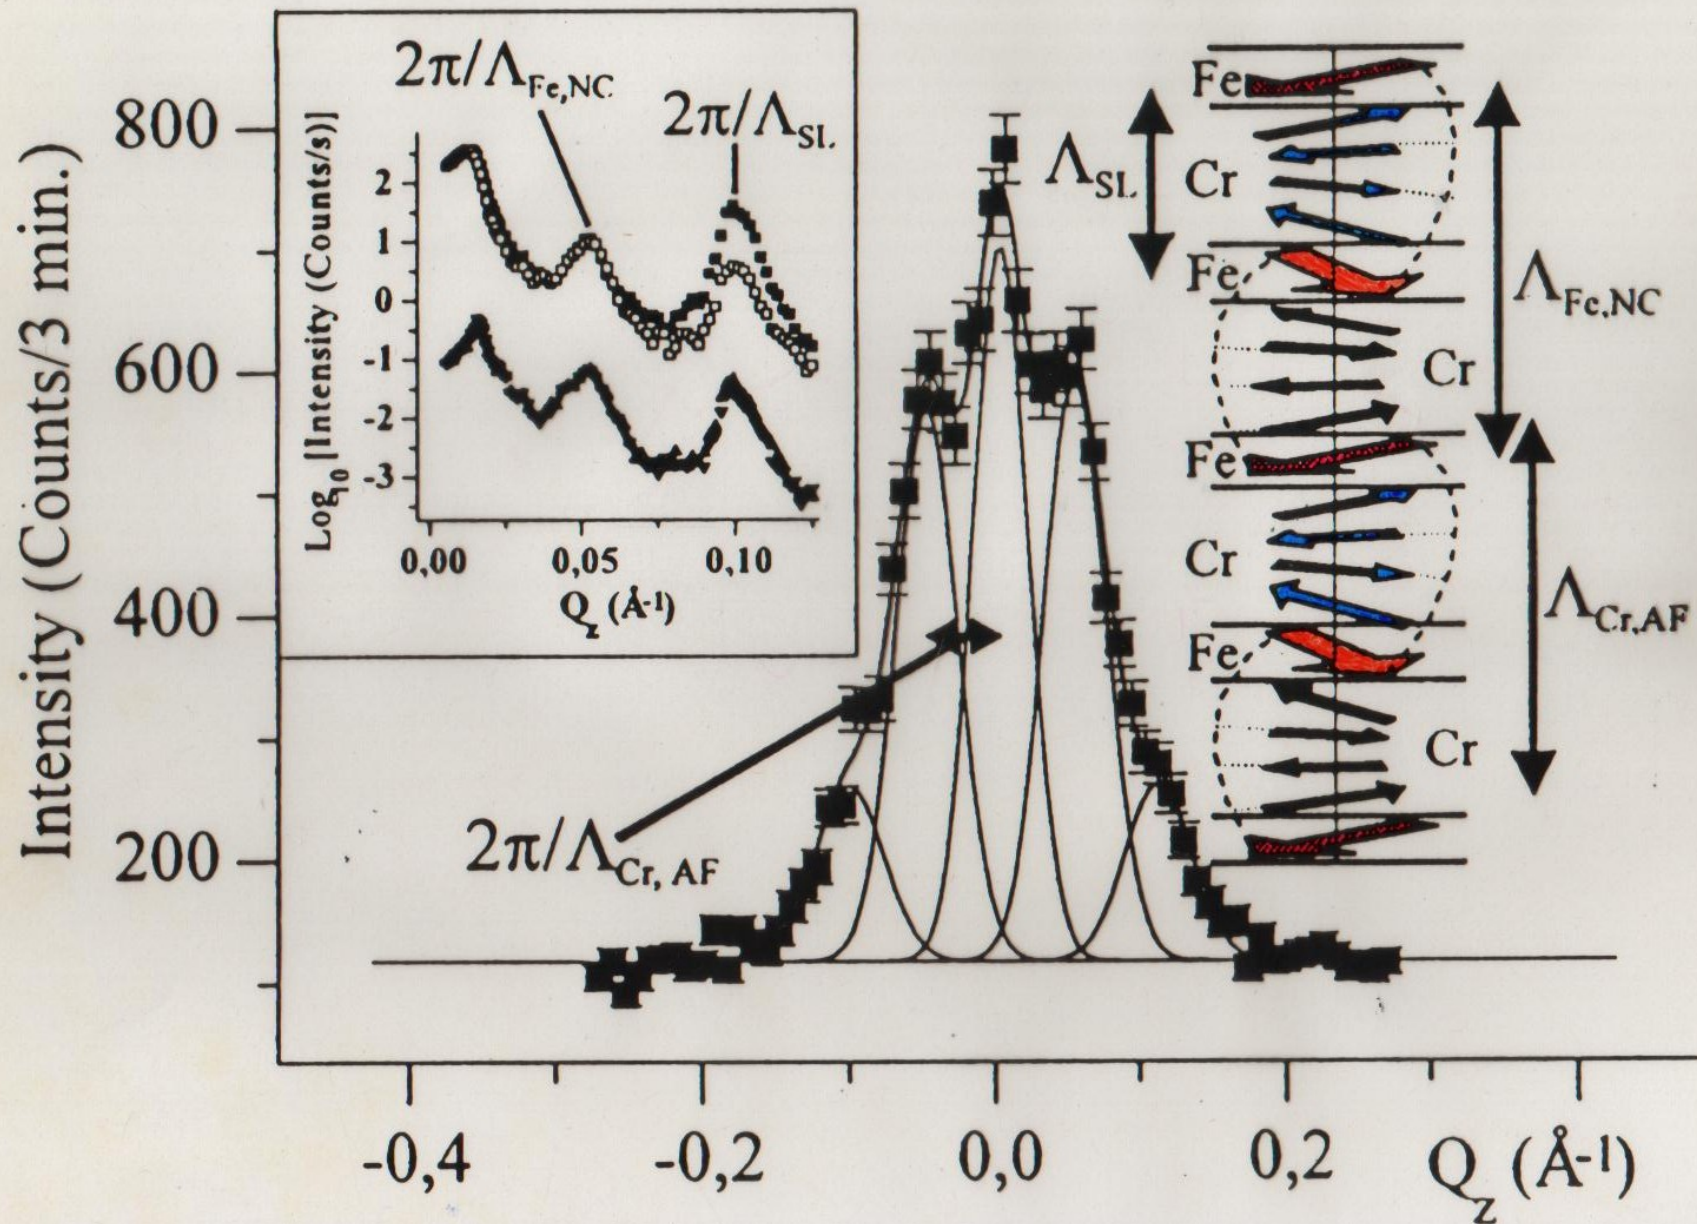 Intensity (Counts/3 min.)
800
600
400
200
-0,4
-0,2
0,0
0,2
Q_z (Å-1)
2π/Λ_Fe,NC
2π/Λ_SL
Log10 [Intensity (Counts/s)]
2
1
0
-1
-2
-3
0,00
0,05
0,10
Q_z (Å-1)
2π/Λ_Cr, AF
Λ_SL
Fe
Cr
Fe
Λ_Fe,NC
Cr
Fe
Cr
Λ_Cr,AF
Fe
Cr